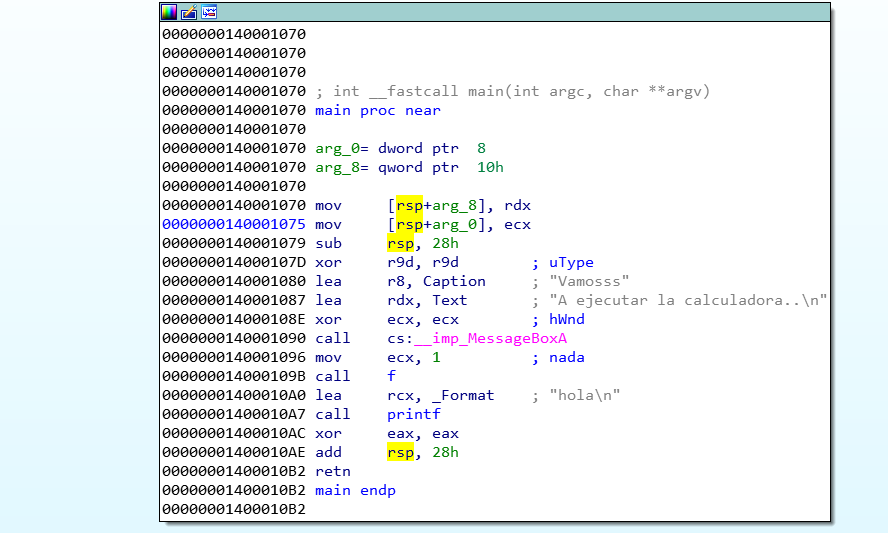 0000000140001070
0000000140001070
0000000140001070
0000000140001070 ; int __fastcall main(int argc, char **argv)
0000000140001070 main proc near
0000000140001070
0000000140001070 arg_0= dword ptr  8
0000000140001070 arg_8= qword ptr  10h
0000000140001070
0000000140001070 mov     [rsp+arg_8], rdx
0000000140001075 mov     [rsp+arg_0], ecx
0000000140001079 sub     rsp, 28h
000000014000107D xor     r9d, r9d        ; uType
0000000140001080 lea     r8, Caption     ; "Vamosss"
0000000140001087 lea     rdx, Text       ; "A ejecutar la calculadora..\n"
000000014000108E xor     ecx, ecx        ; hWnd
0000000140001090 call    cs:__imp_MessageBoxA
0000000140001096 mov     ecx, 1          ; nada
000000014000109B call    f
00000001400010A0 lea     rcx, _Format    ; "hola\n"
00000001400010A7 call    printf
00000001400010AC xor     eax, eax
00000001400010AE add     rsp, 28h
00000001400010B2 retn
00000001400010B2 main endp
00000001400010B2